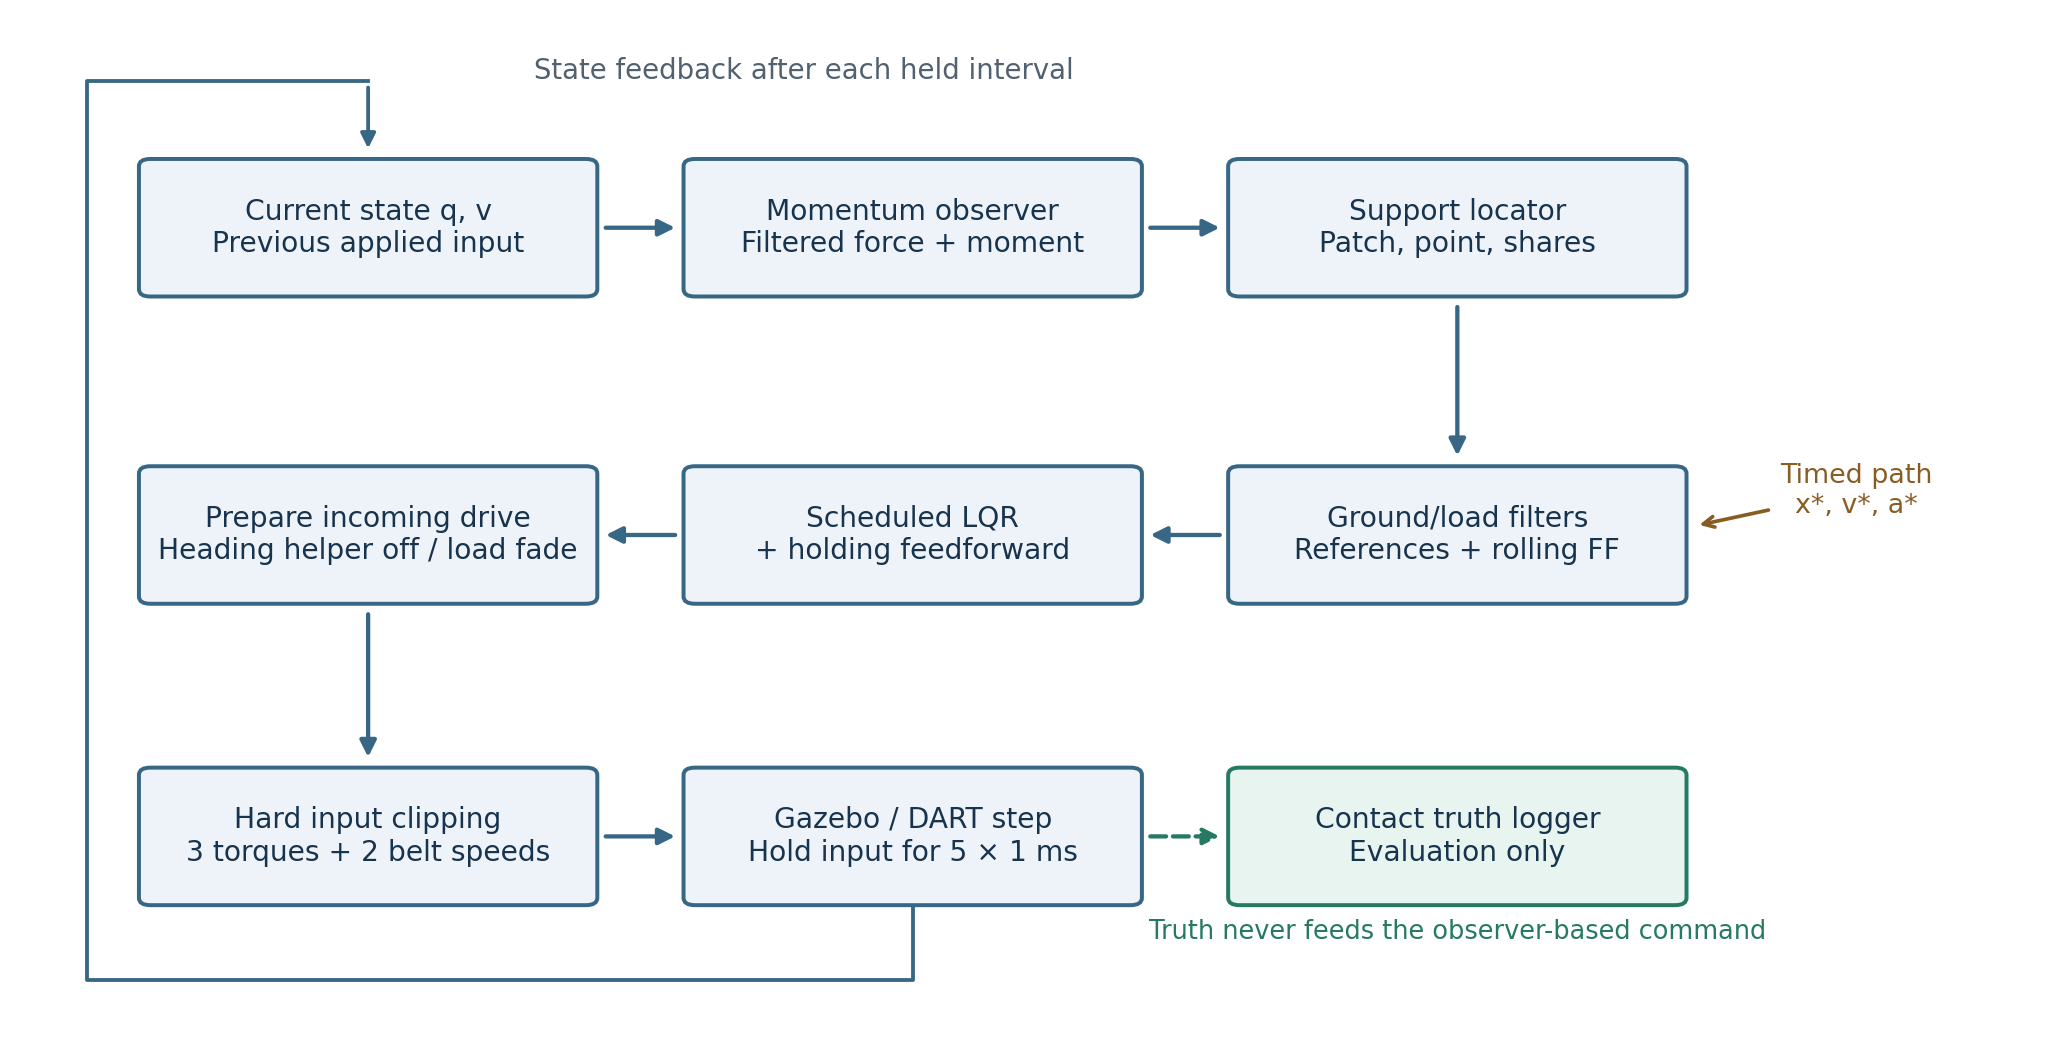 State feedback after each held interval
Current state q, v
Previous applied input
Momentum observer
Filtered force + moment
Support locator
Patch, point, shares
Prepare incoming drive
Heading helper off / load fade
Scheduled LQR
+ holding feedforward
Ground/load filters
References + rolling FF
Timed path
x*, v*, a*
Hard input clipping
3 torques + 2 belt speeds
Gazebo / DART step
Hold input for 5 × 1 ms
Contact truth logger
Evaluation only
Truth never feeds the observer-based command